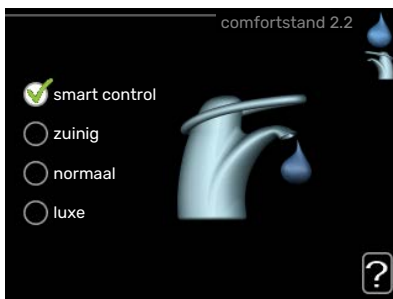 comfortstand 2.2
smart control
zuinig
normaal
luxe
?